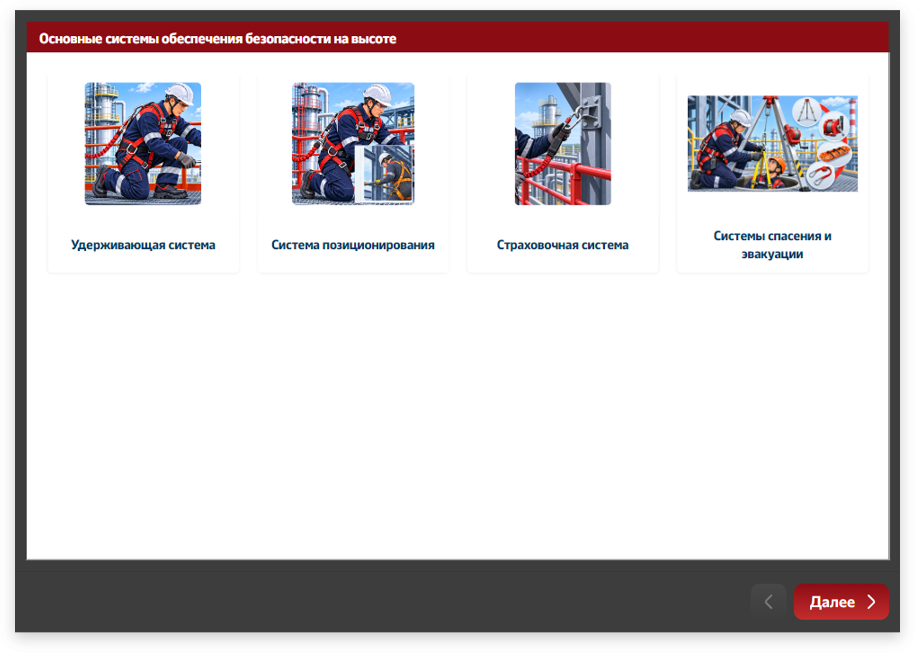 Основные системы обеспечения безопасности на высоте
Удерживающая система
Система позиционирования
Страховочная система
Системы спасения и
эвакуации
Далее